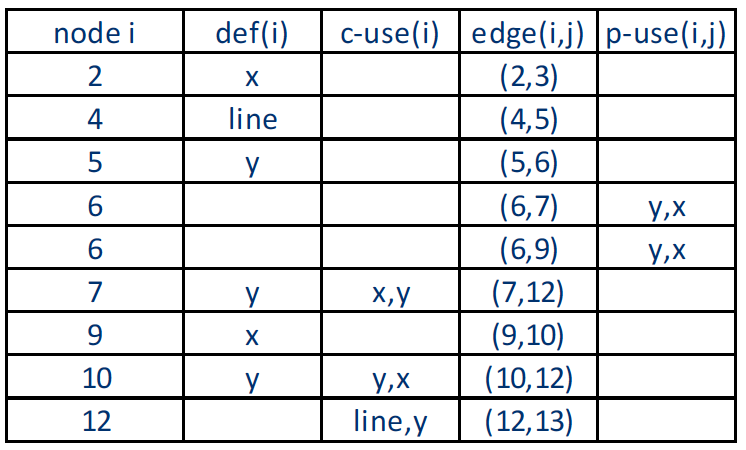 node i def(i) c-use(i) edge(i,j) p-use(i,j)
2 x (2,3)
4 line (4,5)
5 y (5,6)
6 (6,7) y,x
6 (6,9) y,x
7 y x,y (7,12)
9 x (9,10)
10 y y,x (10,12)
12 line,y (12,13)